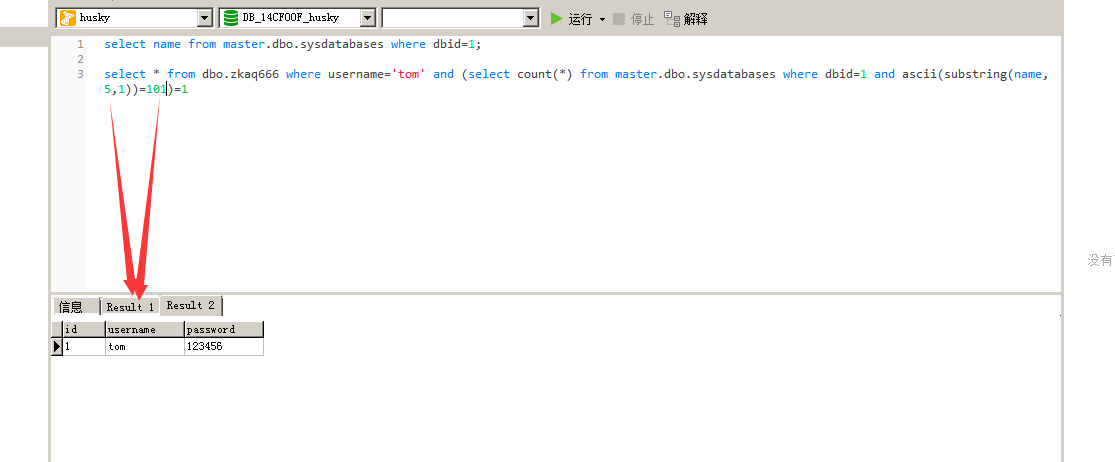 husky DB_14CF00F_husky 运行 停止 解释
1 select name from master.dbo.sysdatabases where dbid=1;
2
3 select * from dbo.zkaq666 where username='tom' and (select count(*) from master.dbo.sysdatabases where dbid=1 and ascii(substring(name,
5,1))=101)=1
没有
信息 Result 1 Result 2
id username password
1 tom 123456